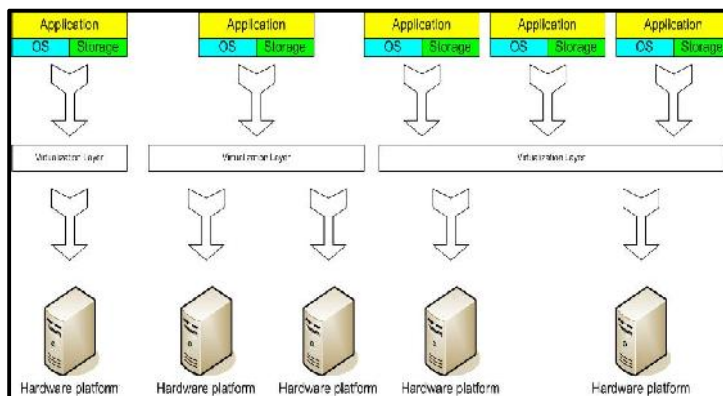 Application
OS Storage
Application
OS Storage
Application
OS Storage
Application
OS Storage
Application
OS Storage
Virtualization Layer
Virtualization Layer
Virtualization Layer
Hardware platform
Hardware platform
Hardware platform
Hardware platform
Hardware platform